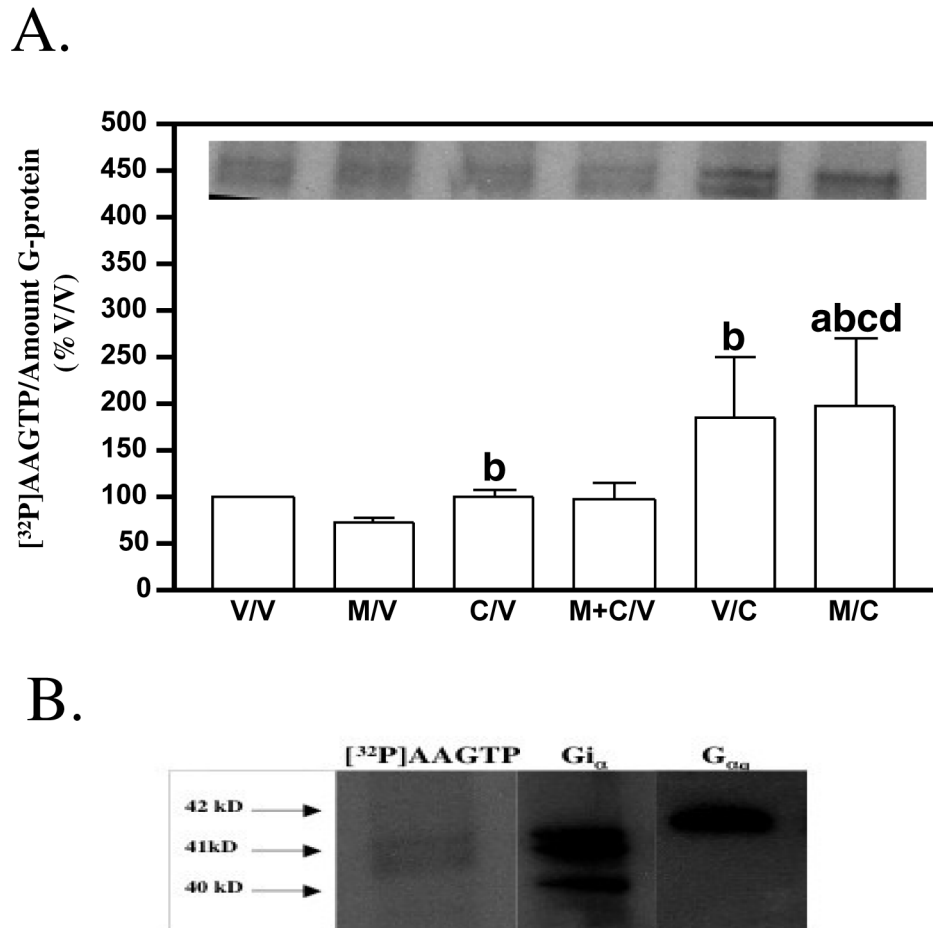 A.
[³²P]AAGTP/Amount G-protein
(% V/V)
500
450
400
350
300
250
200
150
100
50
0
b
b
abcd
V/V M/V C/V M+C/V V/C M/C
B.
[³²P]AAGTP Giα Gαq
42 kD
41kD
40 kD